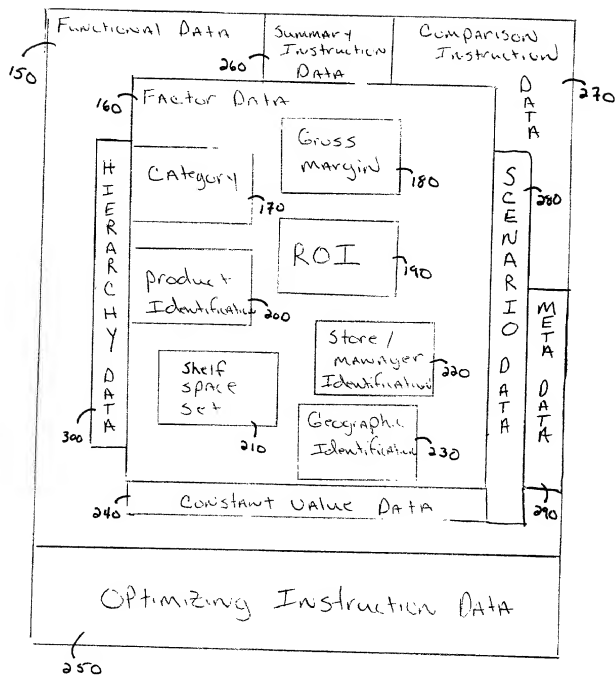 Functional Data
Summary
Instruction
Data
Comparison
Instruction
Data
150
260
270
160
Factor Data
Gross
Margin
180
Category
170
ROI
190
Product
Identification
200
Store /
Manager
Identification
220
Shelf
Space
Set
210
Geographic
Identification
230
Hierarchy Data
300
Scenario Data
280
Meta Data
290
240
Constant Value Data
Optimizing Instruction Data
250